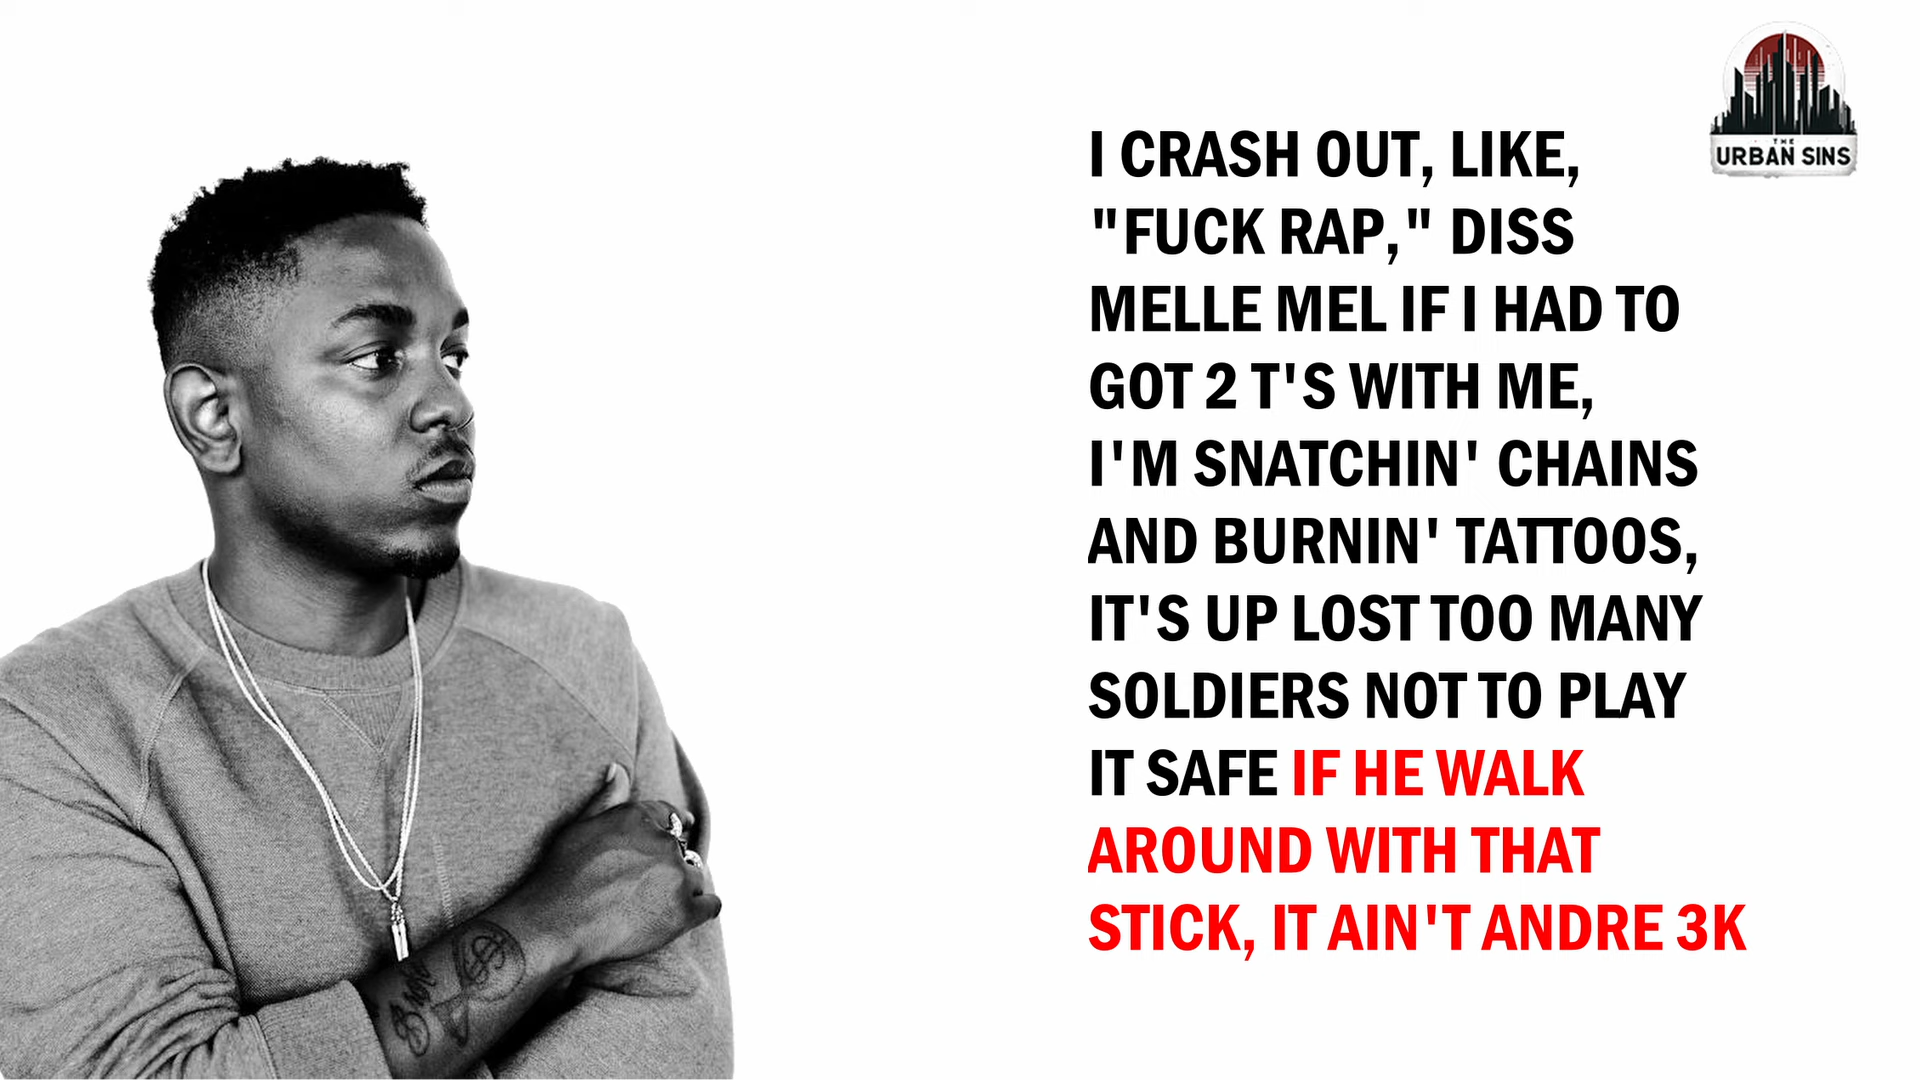 THE
URBAN SINS
I CRASH OUT, LIKE,
"FUCK RAP," DISS
MELLE MEL IF I HAD TO
GOT 2 T'S WITH ME,
I'M SNATCHIN' CHAINS
AND BURNIN' TATTOOS,
IT'S UP LOST TOO MANY
SOLDIERS NOT TO PLAY
IT SAFE IF HE WALK
AROUND WITH THAT
STICK, IT AIN'T ANDRE 3K